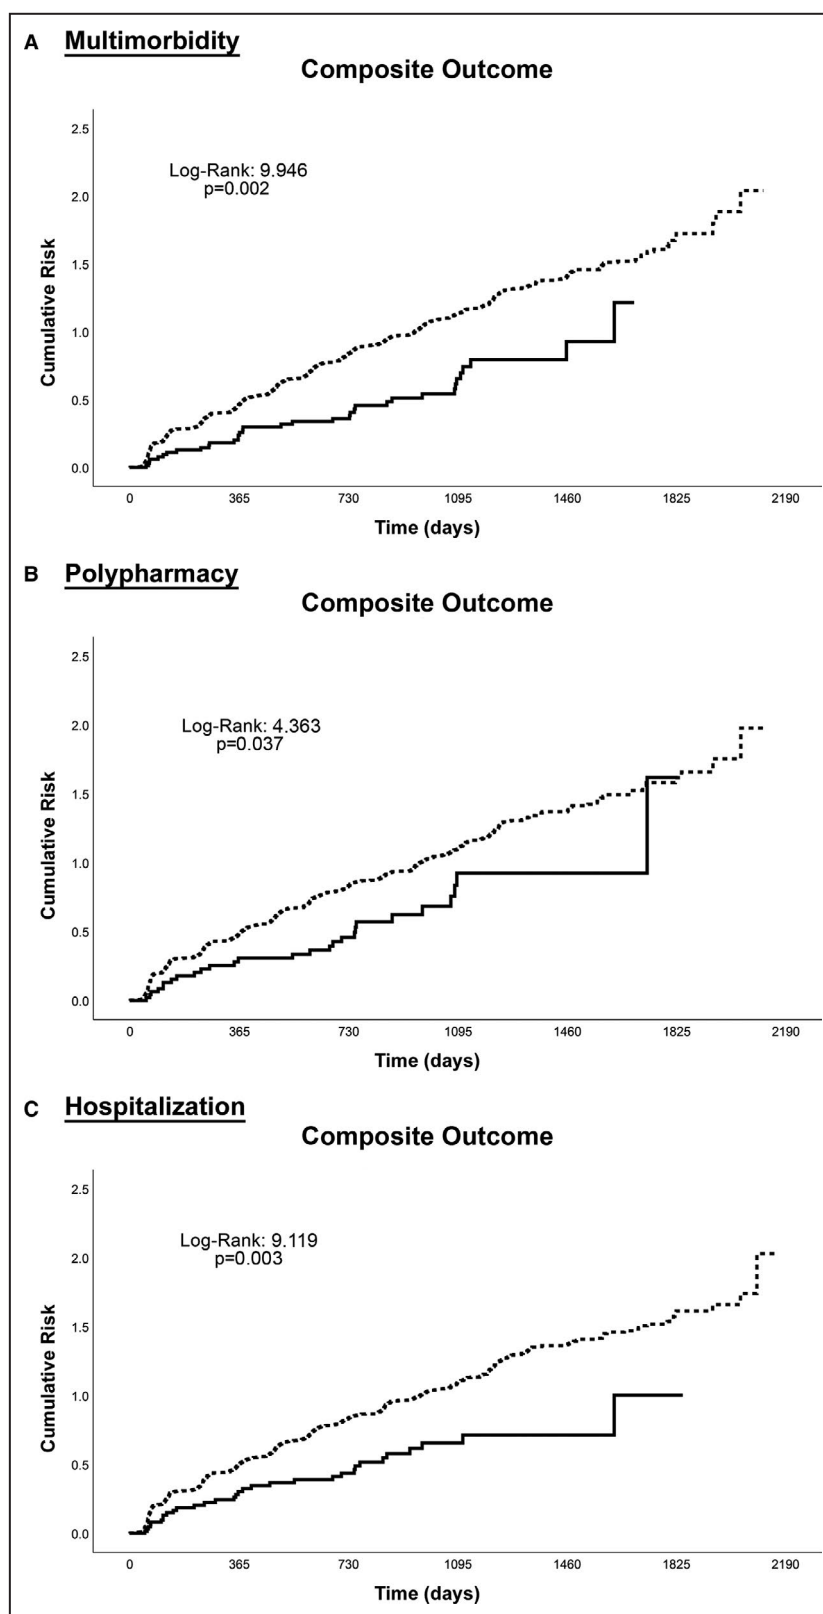 A Multimorbidity
Composite Outcome
2.5
Log-Rank: 9.946
p=0.002
2.0
1.5
1.0
0.5
0.0
Cumulative Risk
0 365 730 1095 1460 1825 2190
Time (days)
B Polypharmacy
Composite Outcome
2.5
Log-Rank: 4.363
p=0.037
2.0
1.5
1.0
0.5
0.0
Cumulative Risk
0 365 730 1095 1460 1825 2190
Time (days)
C Hospitalization
Composite Outcome
2.5
Log-Rank: 9.119
p=0.003
2.0
1.5
1.0
0.5
0.0
Cumulative Risk
0 365 730 1095 1460 1825 2190
Time (days)